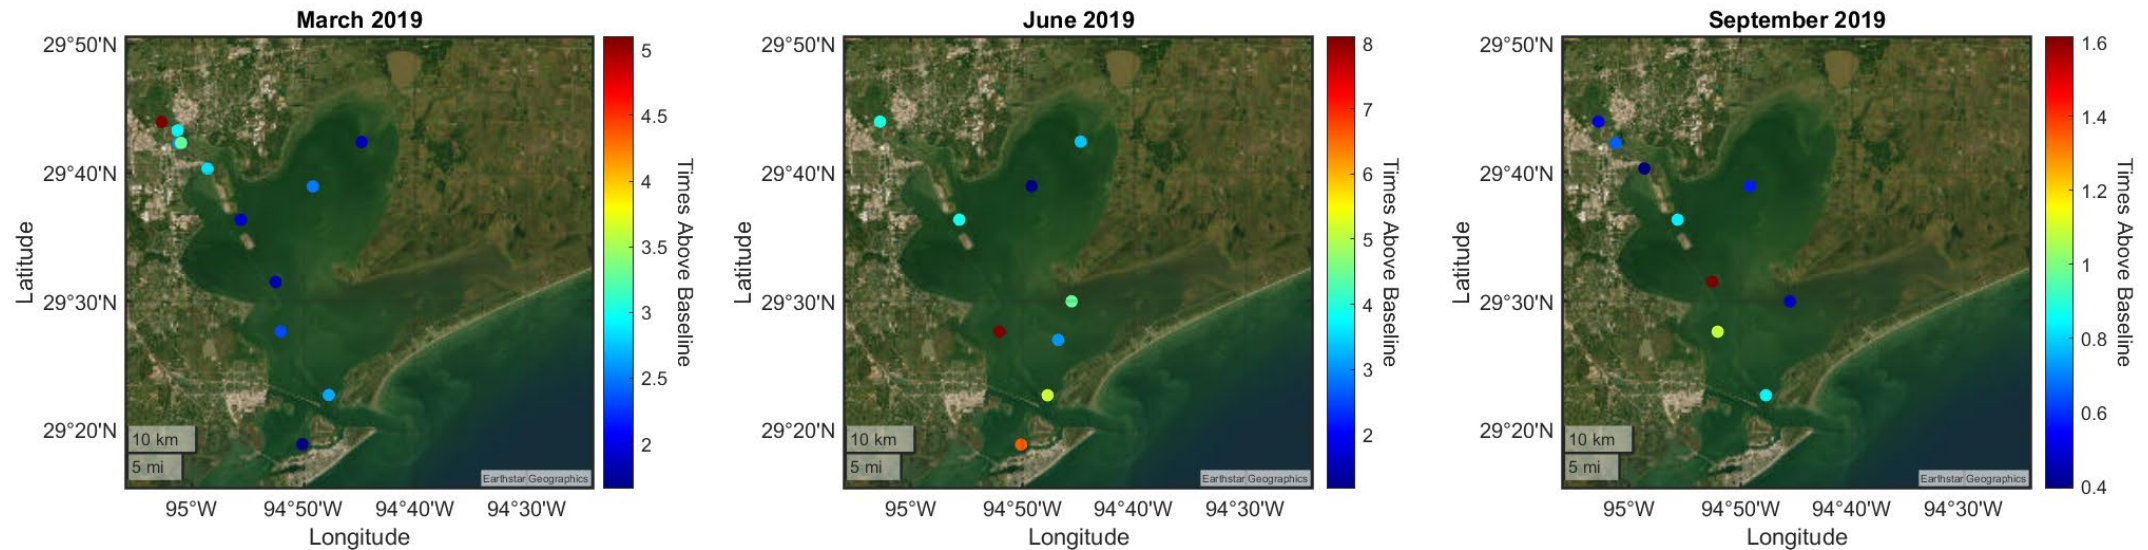 March 2019
29°50'N
29°40'N
29°30'N
29°20'N
Latitude
95°W
94°50'W
94°40'W
94°30'W
Longitude
10 km
5 mi
Earthstar Geographics
5
4.5
4
3.5
3
2.5
2
Times Above Baseline
June 2019
29°50'N
29°40'N
29°30'N
29°20'N
Latitude
95°W
94°50'W
94°40'W
94°30'W
Longitude
10 km
5 mi
Earthstar Geographics
8
7
6
5
4
3
2
Times Above Baseline
September 2019
29°50'N
29°40'N
29°30'N
29°20'N
Latitude
95°W
94°50'W
94°40'W
94°30'W
Longitude
10 km
5 mi
Earthstar Geographics
1.6
1.4
1.2
1
0.8
0.6
0.4
Times Above Baseline